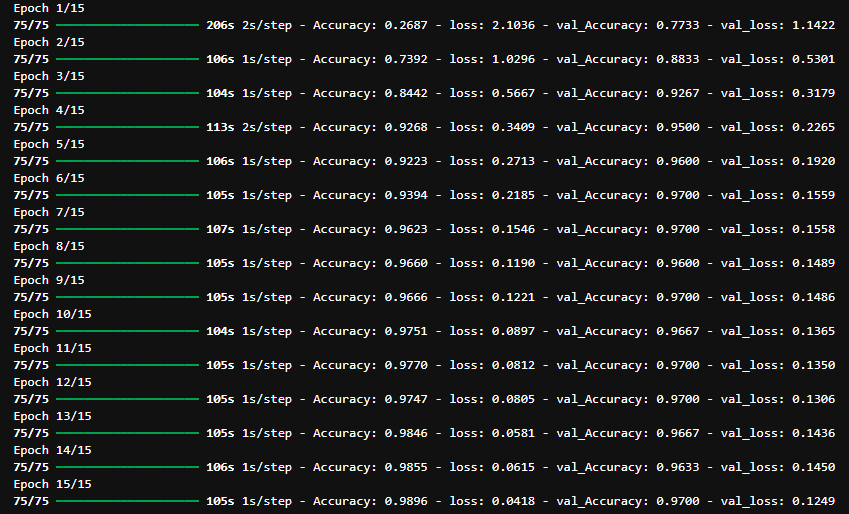 Epoch 1/15
75/75 ━━━━━━━━━━━━━━━━━━━━ 206s 2s/step - Accuracy: 0.2687 - loss: 2.1036 - val_Accuracy: 0.7733 - val_loss: 1.1422
Epoch 2/15
75/75 ━━━━━━━━━━━━━━━━━━━━ 106s 1s/step - Accuracy: 0.7392 - loss: 1.0296 - val_Accuracy: 0.8833 - val_loss: 0.5301
Epoch 3/15
75/75 ━━━━━━━━━━━━━━━━━━━━ 104s 1s/step - Accuracy: 0.8442 - loss: 0.5667 - val_Accuracy: 0.9267 - val_loss: 0.3179
Epoch 4/15
75/75 ━━━━━━━━━━━━━━━━━━━━ 113s 2s/step - Accuracy: 0.9268 - loss: 0.3409 - val_Accuracy: 0.9500 - val_loss: 0.2265
Epoch 5/15
75/75 ━━━━━━━━━━━━━━━━━━━━ 106s 1s/step - Accuracy: 0.9223 - loss: 0.2713 - val_Accuracy: 0.9600 - val_loss: 0.1920
Epoch 6/15
75/75 ━━━━━━━━━━━━━━━━━━━━ 105s 1s/step - Accuracy: 0.9394 - loss: 0.2185 - val_Accuracy: 0.9700 - val_loss: 0.1559
Epoch 7/15
75/75 ━━━━━━━━━━━━━━━━━━━━ 107s 1s/step - Accuracy: 0.9623 - loss: 0.1546 - val_Accuracy: 0.9700 - val_loss: 0.1558
Epoch 8/15
75/75 ━━━━━━━━━━━━━━━━━━━━ 105s 1s/step - Accuracy: 0.9660 - loss: 0.1190 - val_Accuracy: 0.9600 - val_loss: 0.1489
Epoch 9/15
75/75 ━━━━━━━━━━━━━━━━━━━━ 105s 1s/step - Accuracy: 0.9666 - loss: 0.1221 - val_Accuracy: 0.9700 - val_loss: 0.1486
Epoch 10/15
75/75 ━━━━━━━━━━━━━━━━━━━━ 104s 1s/step - Accuracy: 0.9751 - loss: 0.0897 - val_Accuracy: 0.9667 - val_loss: 0.1365
Epoch 11/15
75/75 ━━━━━━━━━━━━━━━━━━━━ 105s 1s/step - Accuracy: 0.9770 - loss: 0.0812 - val_Accuracy: 0.9700 - val_loss: 0.1350
Epoch 12/15
75/75 ━━━━━━━━━━━━━━━━━━━━ 105s 1s/step - Accuracy: 0.9747 - loss: 0.0805 - val_Accuracy: 0.9700 - val_loss: 0.1306
Epoch 13/15
75/75 ━━━━━━━━━━━━━━━━━━━━ 105s 1s/step - Accuracy: 0.9846 - loss: 0.0581 - val_Accuracy: 0.9667 - val_loss: 0.1436
Epoch 14/15
75/75 ━━━━━━━━━━━━━━━━━━━━ 106s 1s/step - Accuracy: 0.9855 - loss: 0.0615 - val_Accuracy: 0.9633 - val_loss: 0.1450
Epoch 15/15
75/75 ━━━━━━━━━━━━━━━━━━━━ 105s 1s/step - Accuracy: 0.9896 - loss: 0.0418 - val_Accuracy: 0.9700 - val_loss: 0.1249